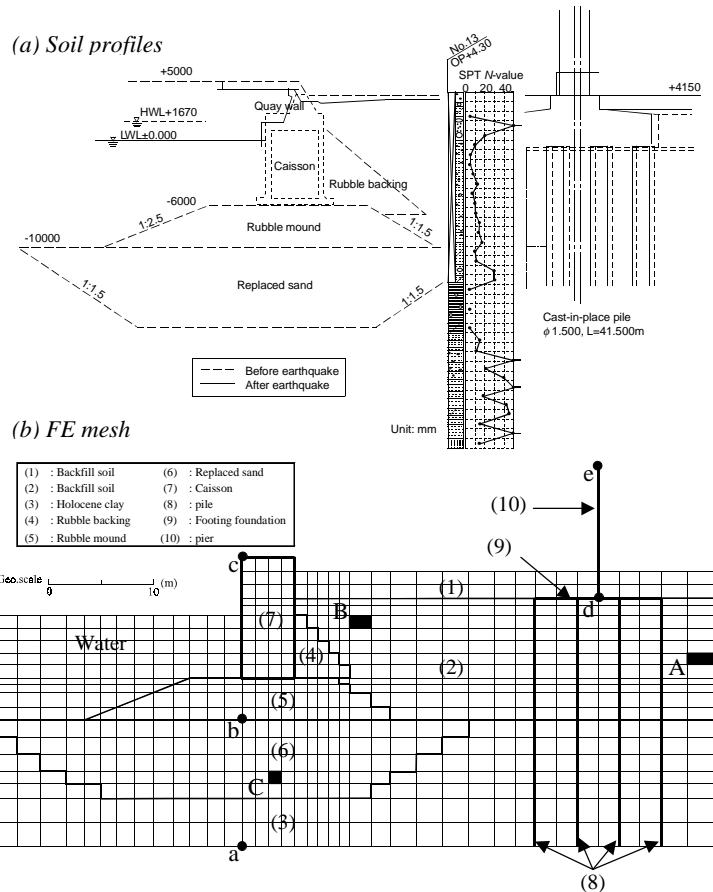 (a) Soil profiles
No.13
OP+4.30
SPT N-value
0 20 40
+5000
+4150
HWL+1670
Quay wall
LWL±0.000
Caisson
Rubble backing
-6000
1:2.5
Rubble mound
1:1.5
-10000
1:1.5
Replaced sand
1:1.5
Cast-in-place pile
φ1.500, L=41.500m
Before earthquake
After earthquake
Unit: mm
(b) FE mesh
(1) : Backfill soil
(2) : Backfill soil
(3) : Holocene clay
(4) : Rubble backing
(5) : Rubble mound
(6) : Replaced sand
(7) : Caisson
(8) : pile
(9) : Footing foundation
(10) : pier
e
(10)
(9)
Geo.scale
0 10 (m)
c
(1)
d
B
(7)
Water
(4)
(2)
A
(5)
b
(6)
C
(3)
a
(8)